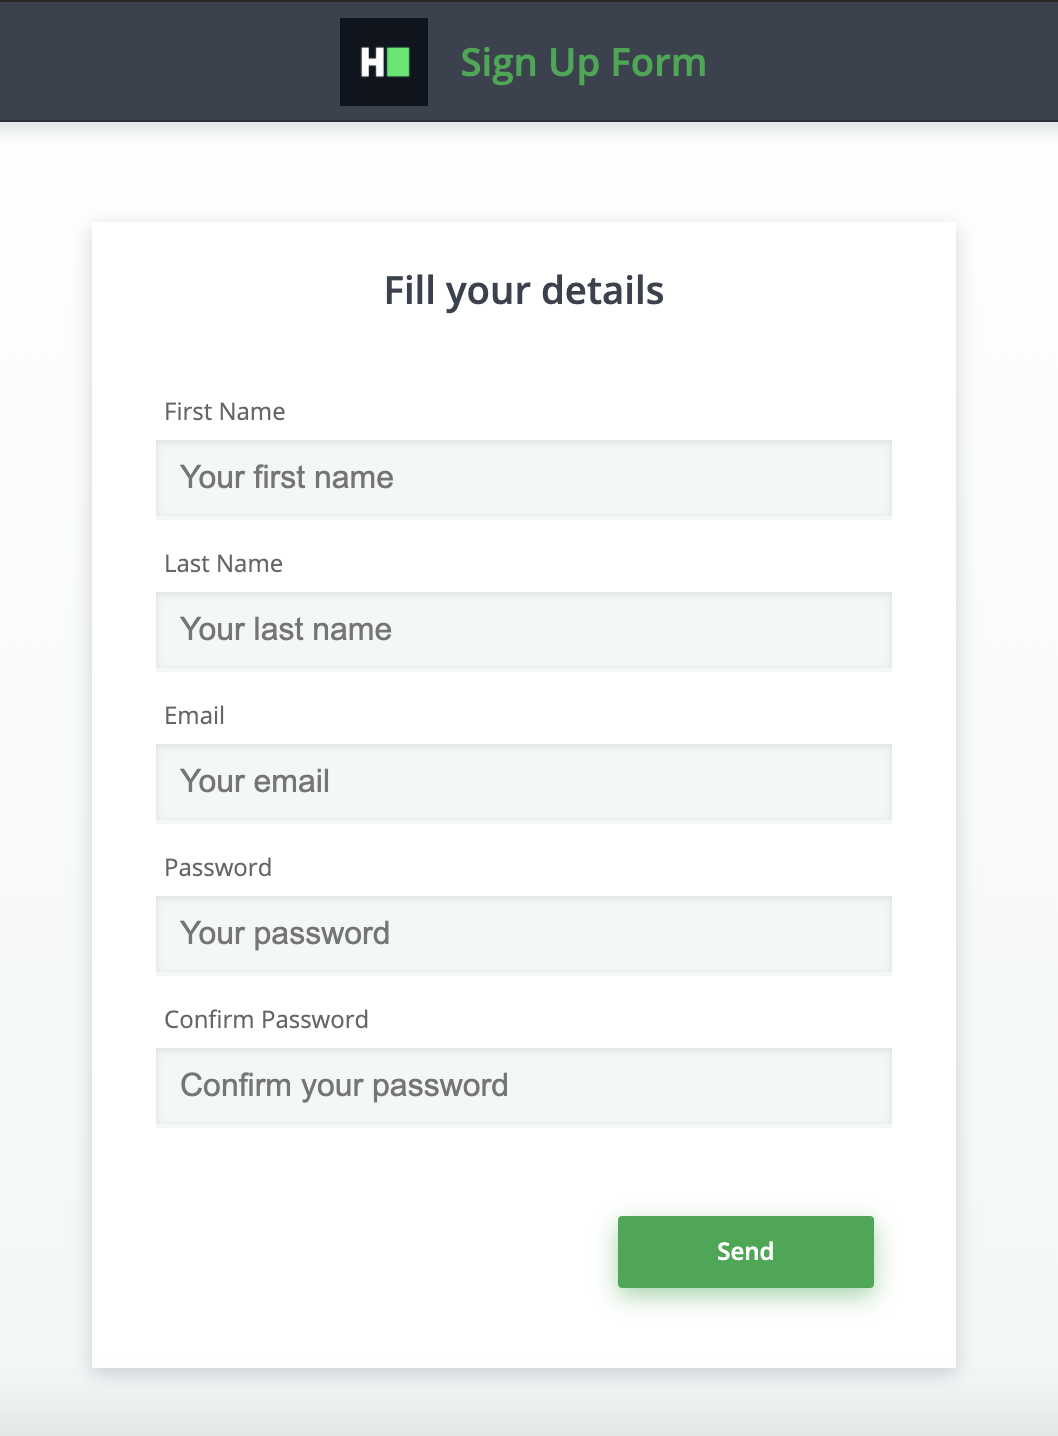 H
Sign Up Form
Fill your details
First Name
Your first name
Last Name
Your last name
Email
Your email
Password
Your password
Confirm Password
Confirm your password
Send